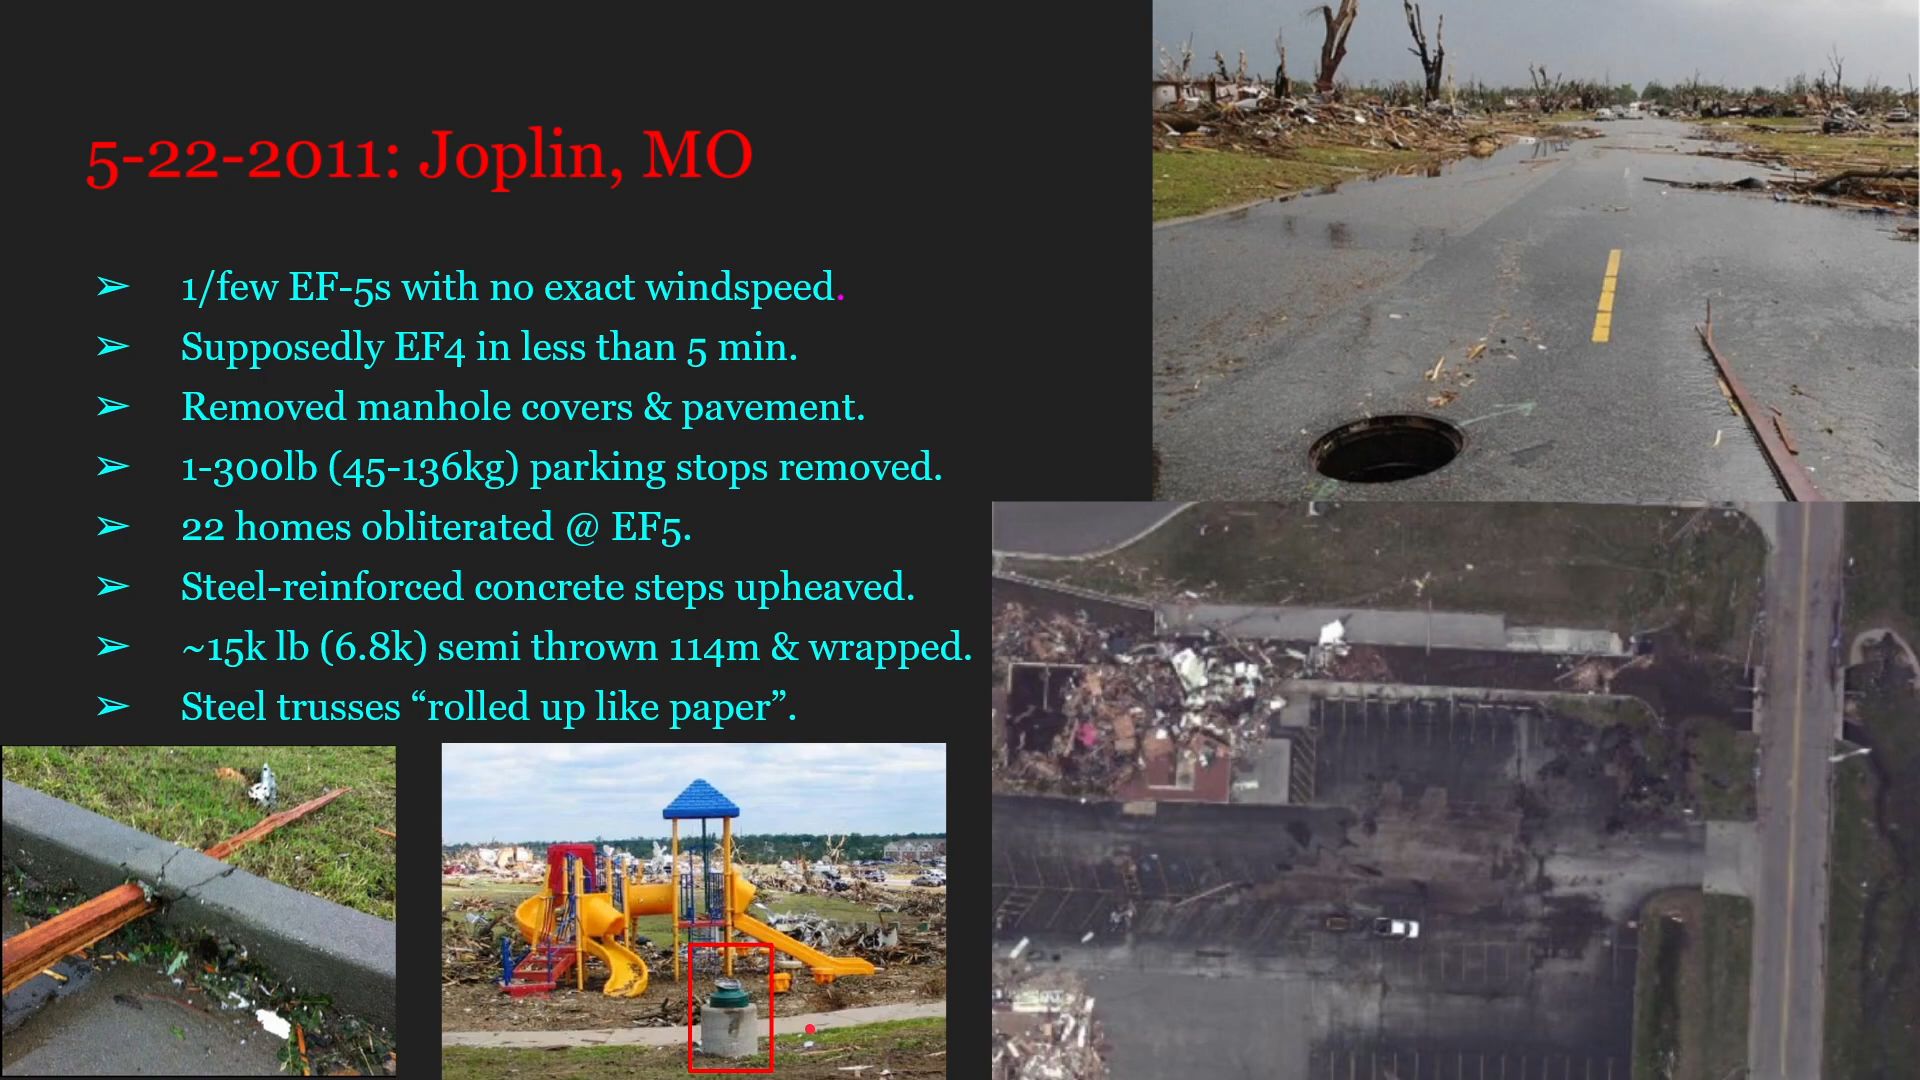 5-22-2011: Joplin, MO
➢ 1/few EF-5s with no exact windspeed.
➢ Supposedly EF4 in less than 5 min.
➢ Removed manhole covers & pavement.
➢ 1-300lb (45-136kg) parking stops removed.
➢ 22 homes obliterated @ EF5.
➢ Steel-reinforced concrete steps upheaved.
➢ ~15k lb (6.8k) semi thrown 114m & wrapped.
➢ Steel trusses “rolled up like paper”.